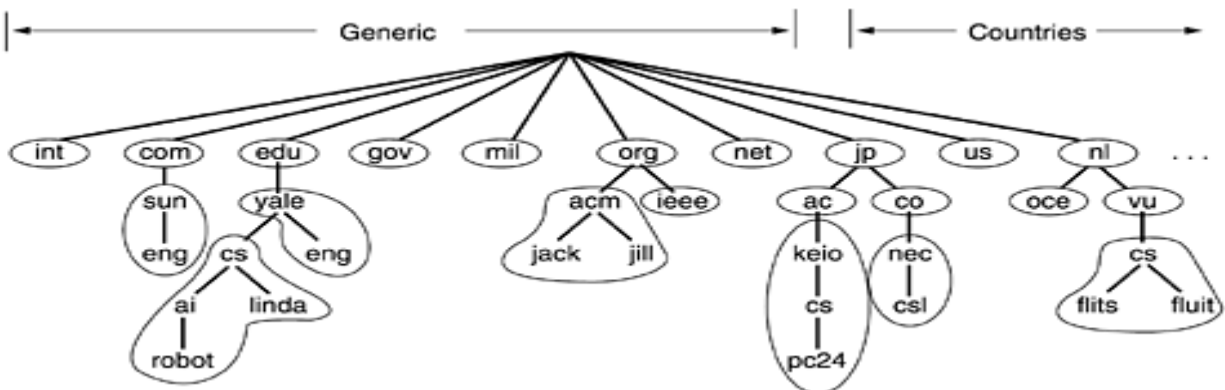 Generic Countries
int com edu gov mil org net jp us nl ...
sun yale acm ieee ac co oce vu
eng cs eng jack jill keio nec cs
ai linda cs csl flits fluit
robot pc24